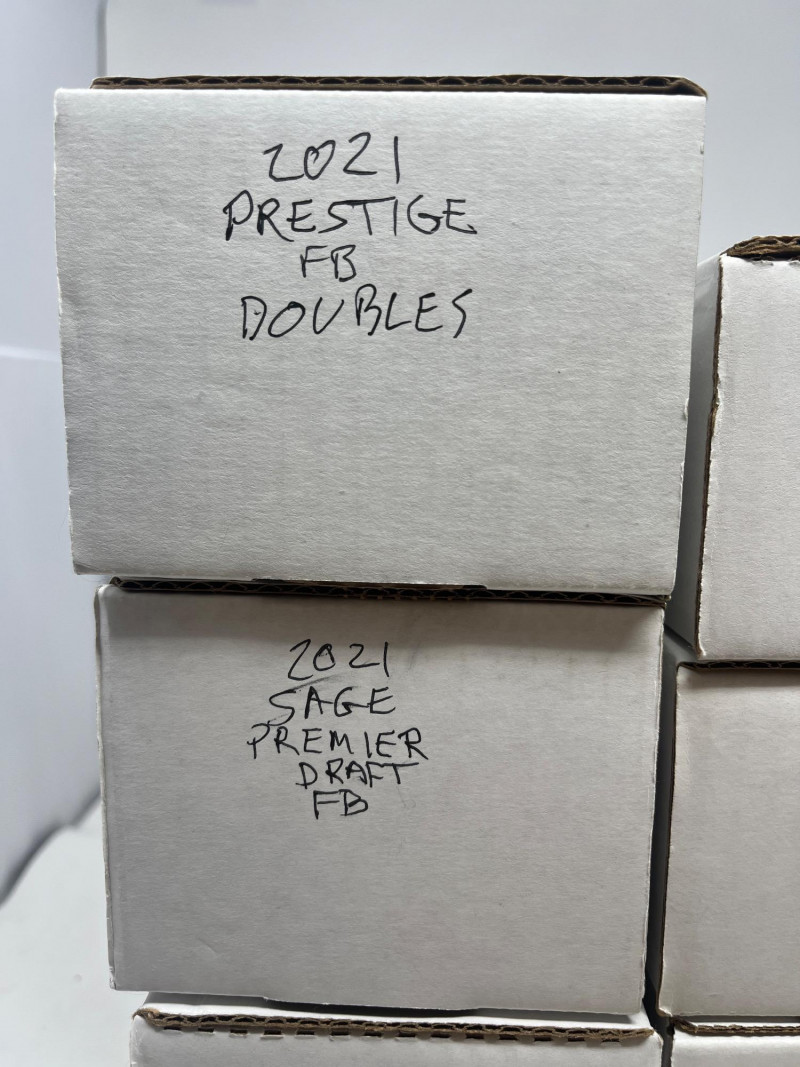 2021
PRESTIGE
FB
DOUBLES
2021
SAGE
PREMIER
DRAFT
FB